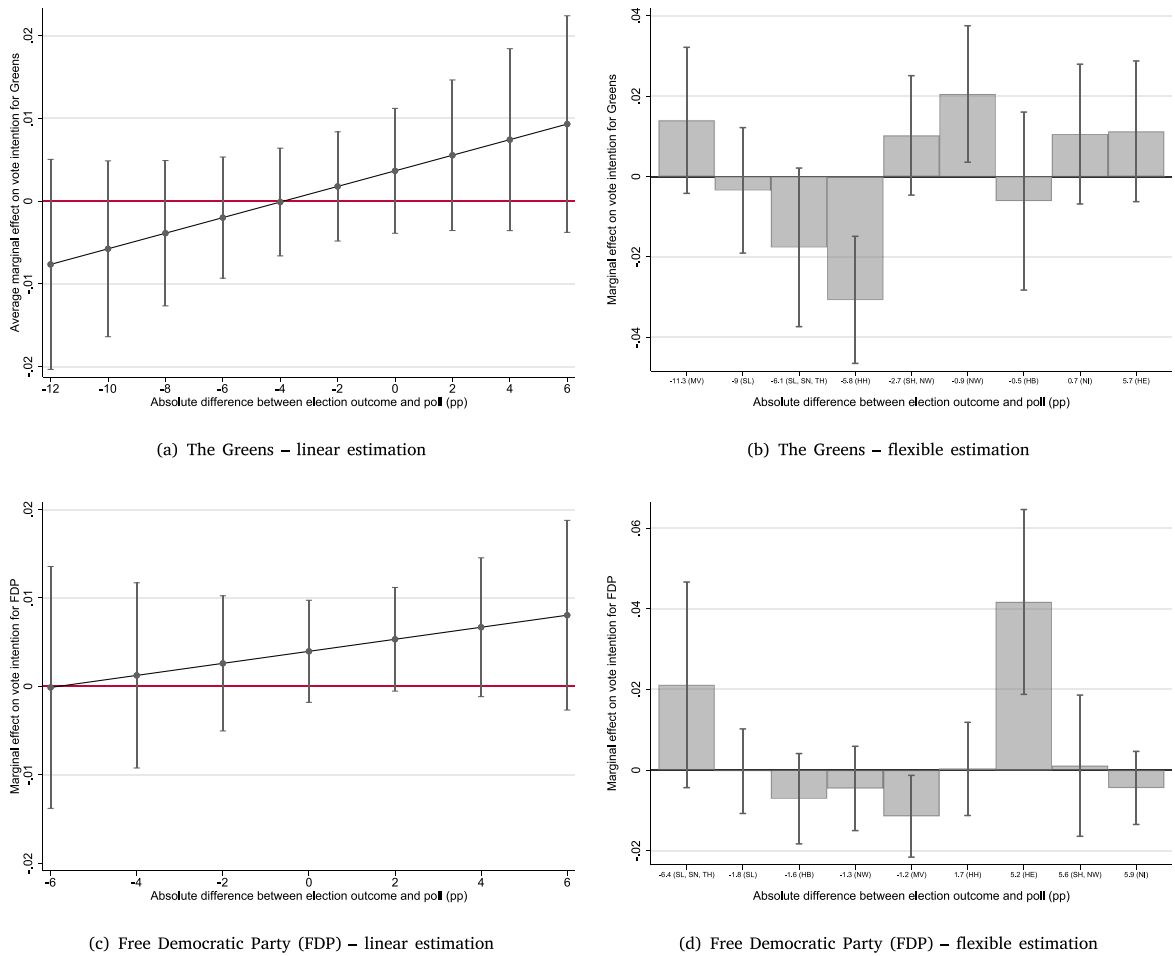 Average marginal effect on vote intention for Greens
.02
.01
0
-.01
-.02
-12
-10
-8
-6
-4
-2
0
2
4
6
Absolute difference between election outcome and poll (pp)
(a) The Greens – linear estimation
Marginal effect on vote intention for Greens
.04
.02
0
-.02
-.04
-11.3 (MV)
-9 (SL)
-6.1 (SL, SN, TH)
-5.8 (HH)
-2.7 (SH, NW)
-0.9 (NW)
-0.5 (HB)
0.7 (NI)
5.7 (HE)
Absolute difference between election outcome and poll (pp)
(b) The Greens – flexible estimation
Marginal effect on vote intention for FDP
.02
.01
0
-.01
-.02
-6
-4
-2
0
2
4
6
Absolute difference between election outcome and poll (pp)
(c) Free Democratic Party (FDP) – linear estimation
Marginal effect on vote intention for FDP
.06
.04
.02
0
-.02
-6.4 (SL, SN, TH)
-1.8 (SL)
-1.6 (HB)
-1.3 (NW)
-1.2 (MV)
1.7 (HH)
5.2 (HE)
5.6 (SH, NW)
5.9 (NI)
Absolute difference between election outcome and poll (pp)
(d) Free Democratic Party (FDP) – flexible estimation